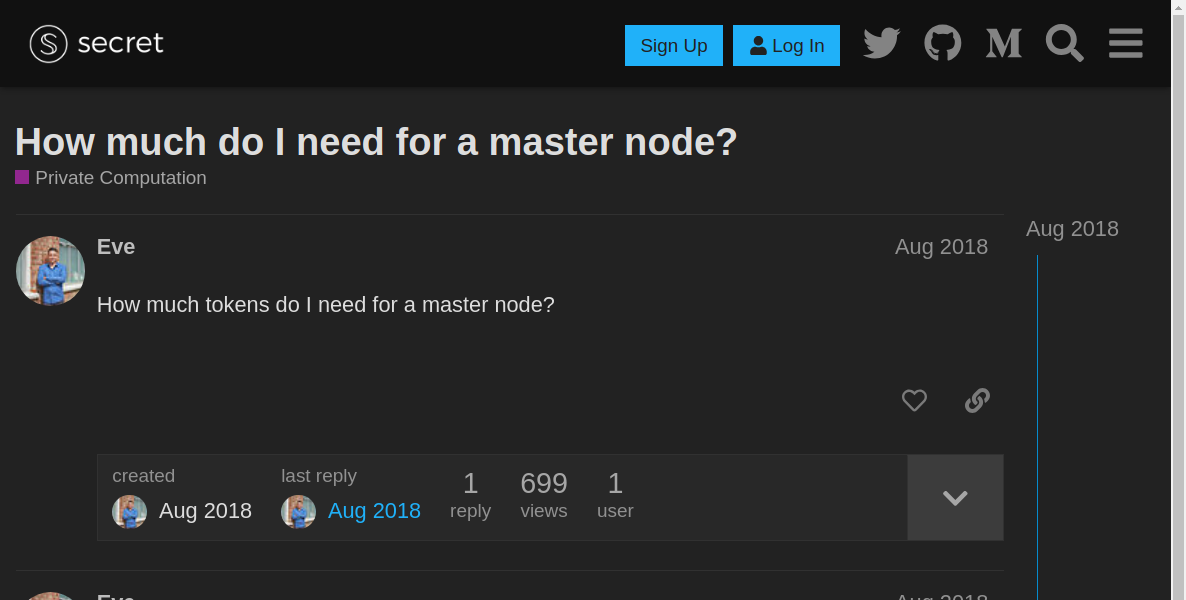 secret
Sign Up
Log In
How much do I need for a master node?
Private Computation
Eve
Aug 2018
Aug 2018
How much tokens do I need for a master node?
created
Aug 2018
last reply
Aug 2018
1
reply
699
views
1
user
Eve
Aug 2018